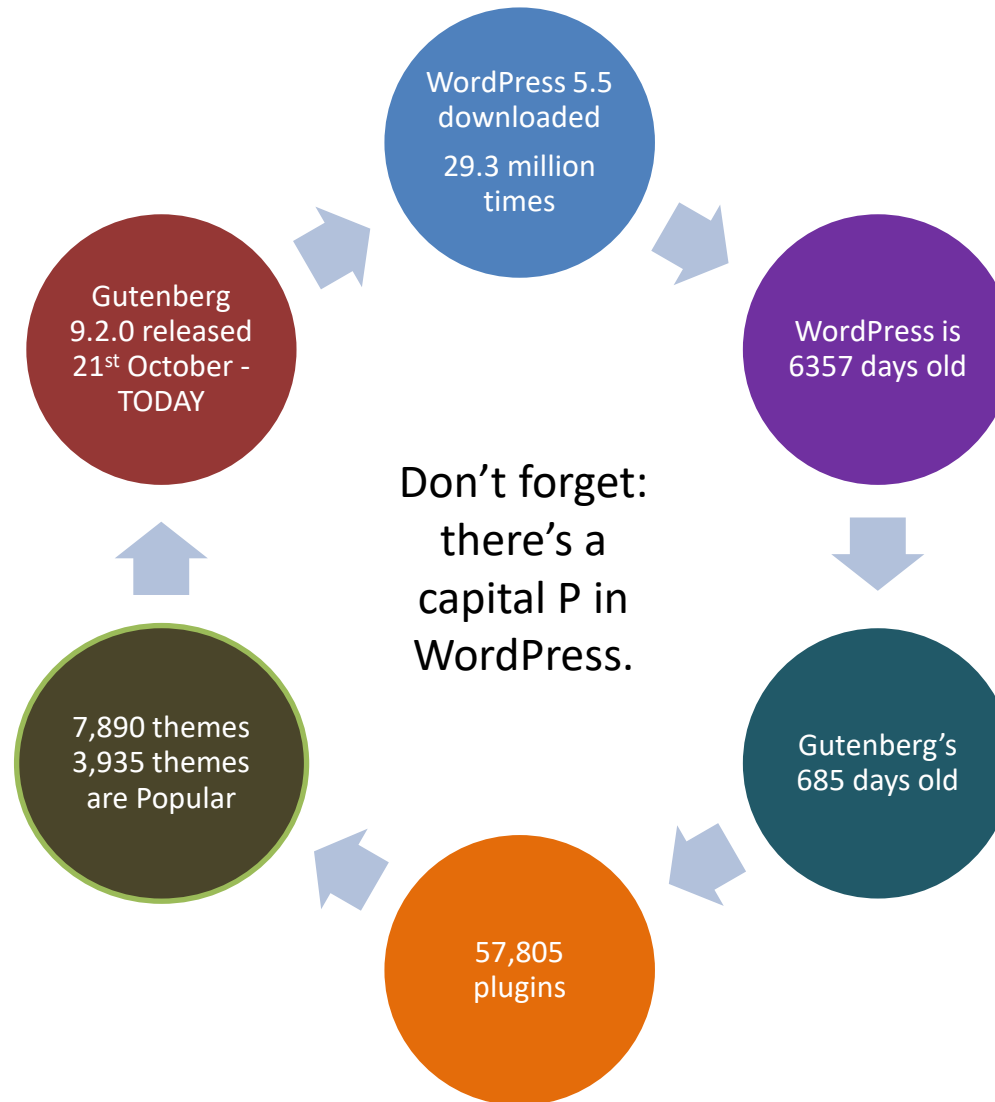 WordPress 5.5
downloaded
29.3 million
times
WordPress is
6357 days old
Gutenberg's
685 days old
57,805
plugins
7,890 themes
3,935 themes
are Popular
Gutenberg
9.2.0 released
21st October -
TODAY
Don’t forget:
there’s a
capital P in
WordPress.